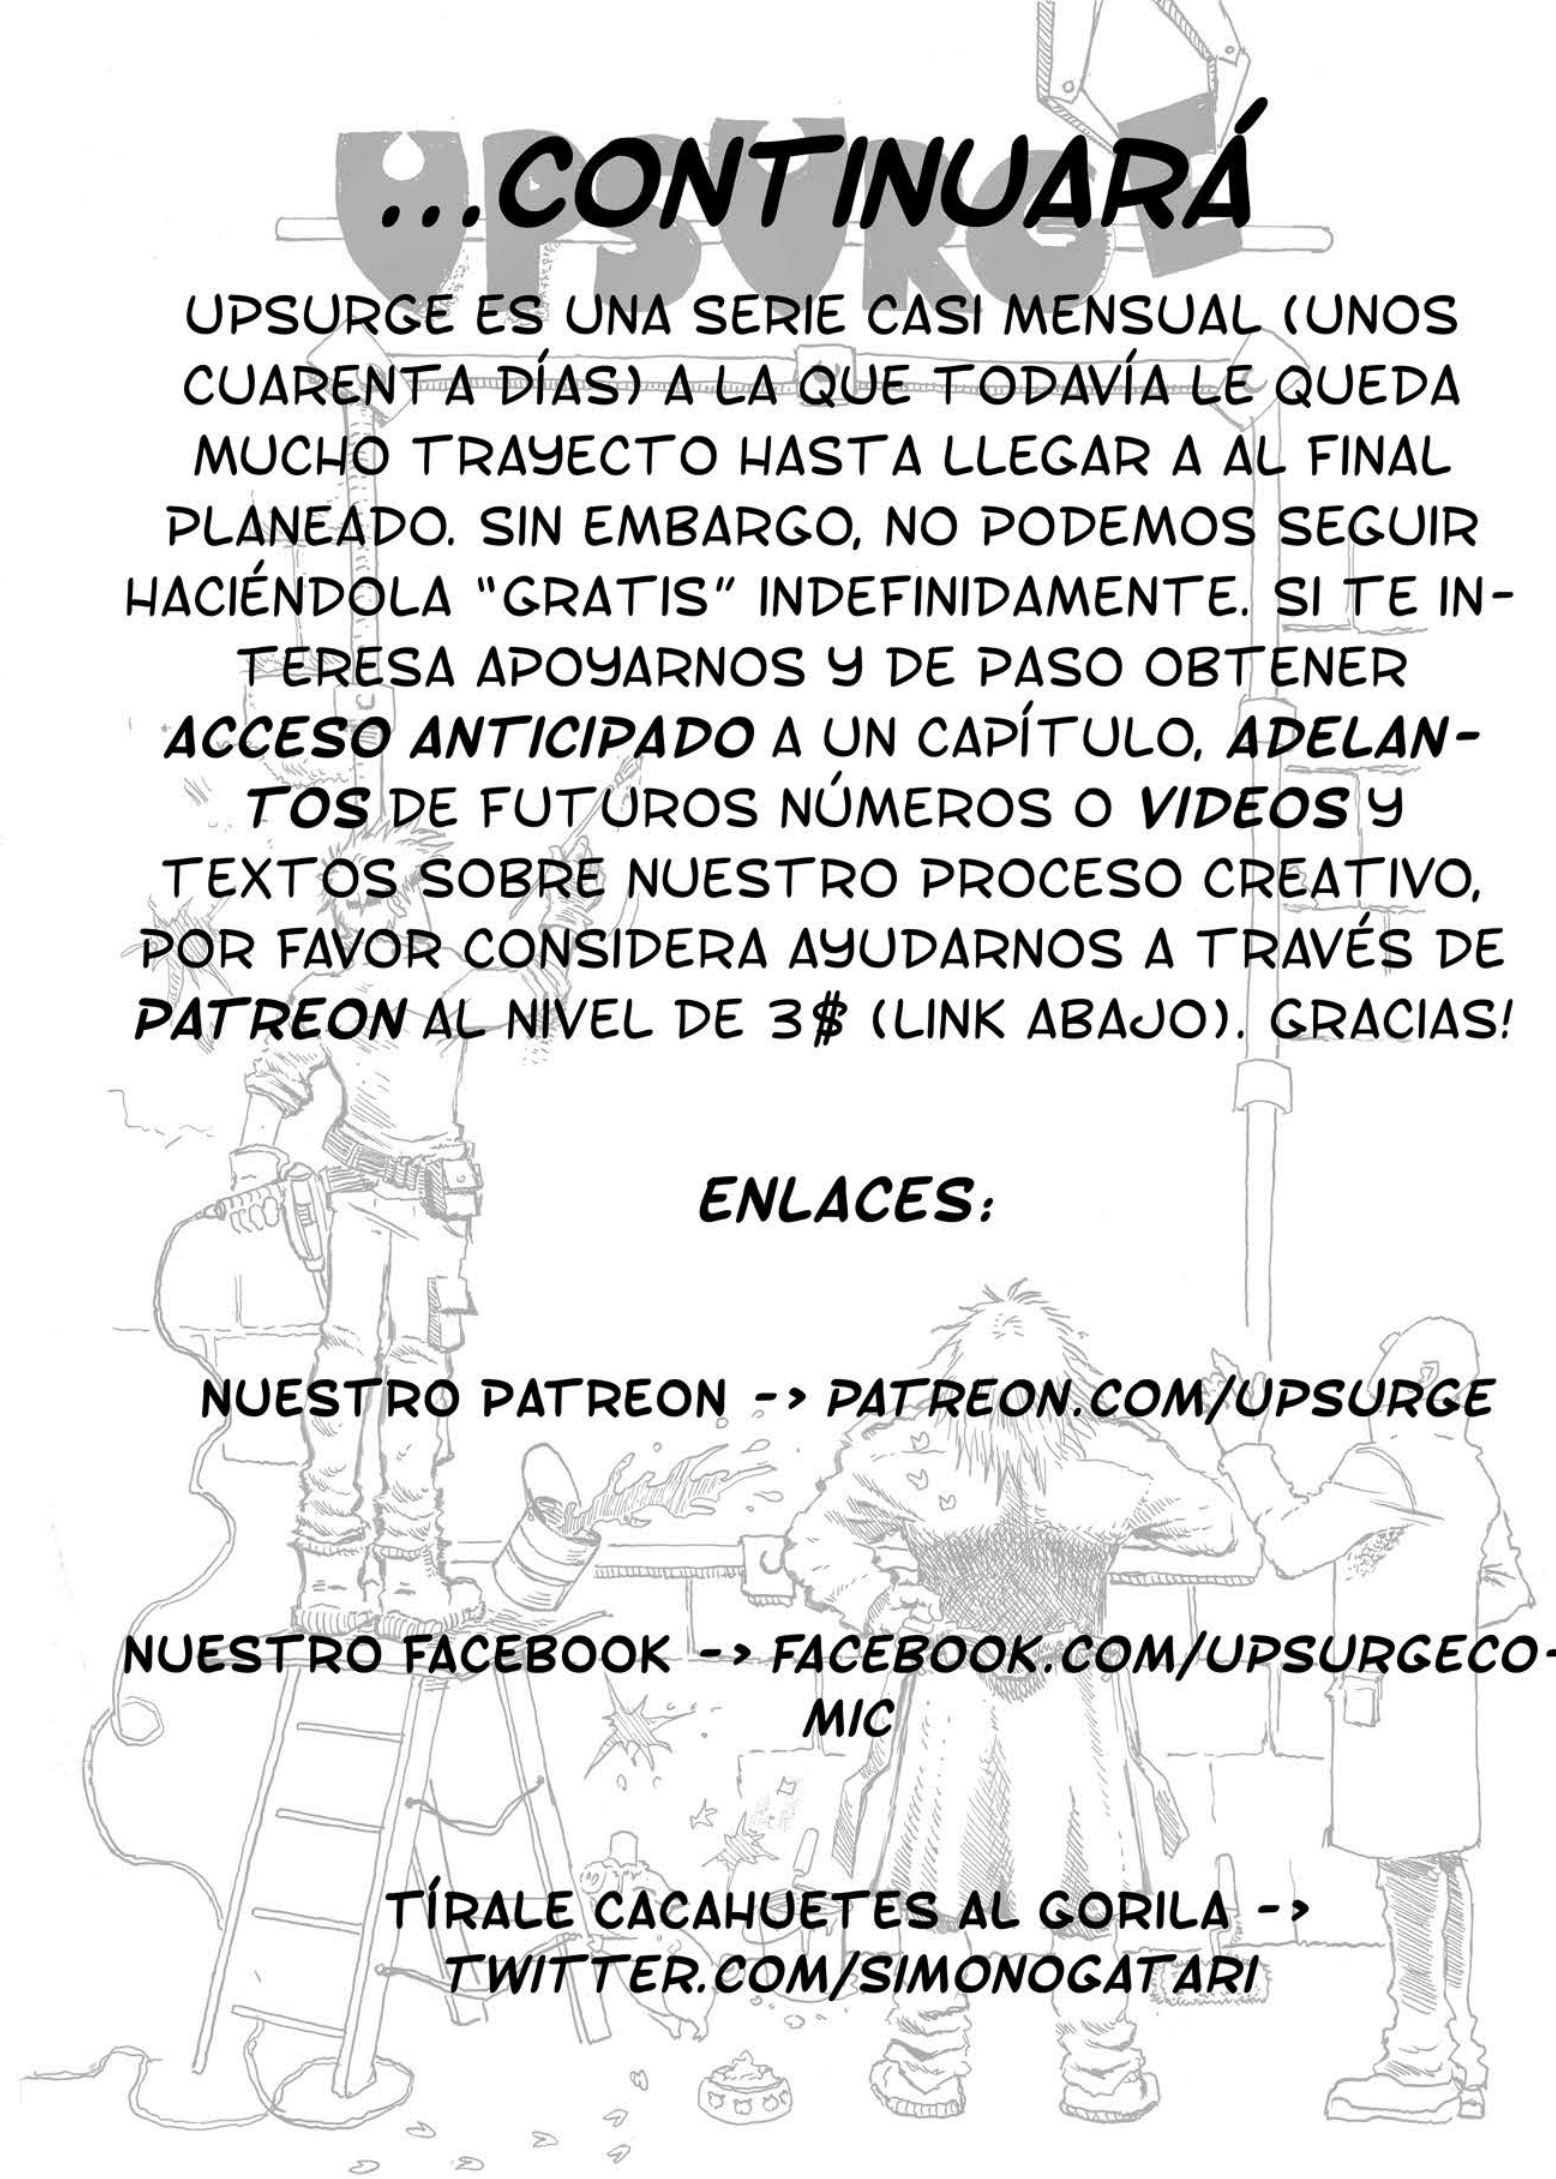 UPSURGE
...CONTINUARÁ
UPSURGE ES UNA SERIE CASI MENSUAL (UNOS
CUARENTA DÍAS) A LA QUE TODAVÍA LE QUEDA
MUCHO TRAYECTO HASTA LLEGAR A AL FINAL
PLANEADO. SIN EMBARGO, NO PODEMOS SEGUIR
HACIÉNDOLA "GRATIS" INDEFINIDAMENTE. SI TE IN-
TERESA APOYARNOS Y DE PASO OBTENER
ACCESO ANTICIPADO A UN CAPÍTULO, ADELAN-
TOS DE FUTUROS NÚMEROS O VIDEOS Y
TEXTOS SOBRE NUESTRO PROCESO CREATIVO,
POR FAVOR CONSIDERA AYUDARNOS A TRAVÉS DE
PATREON AL NIVEL DE 3$ (LINK ABAJO). GRACIAS!
ENLACES:
NUESTRO PATREON -> PATREON.COM/UPSURGE
NUESTRO FACEBOOK -> FACEBOOK.COM/UPSURGECO-
MIC
TÍRALE CACAHUETES AL GORILA ->
TWITTER.COM/SIMONOGATARI